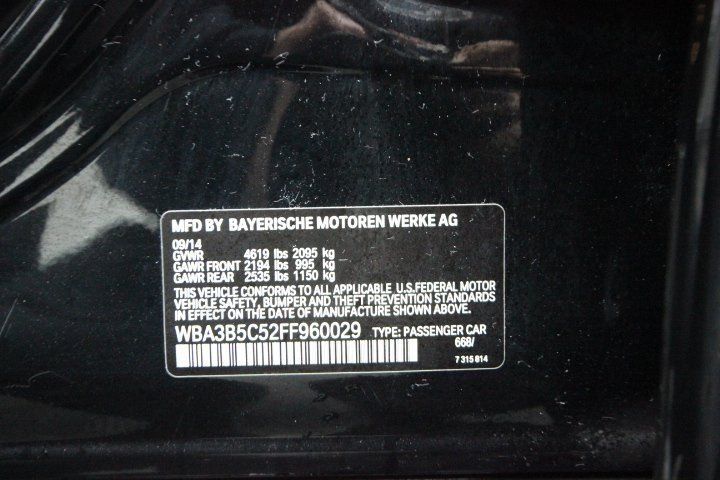 MFD BY BAYERISCHE MOTOREN WERKE AG
09/14
GVWR 4619 lbs 2095 kg
GAWR FRONT 2194 lbs 995 kg
GAWR REAR 2535 lbs 1150 kg
THIS VEHICLE CONFORMS TO ALL APPLICABLE U.S.FEDERAL MOTOR
VEHICLE SAFETY, BUMPER AND THEFT PREVENTION STANDARDS
IN EFFECT ON THE DATE OF MANUFACTURE SHOWN ABOVE.
WBA3B5C52FF960029 TYPE: PASSENGER CAR
668/
7 315 814